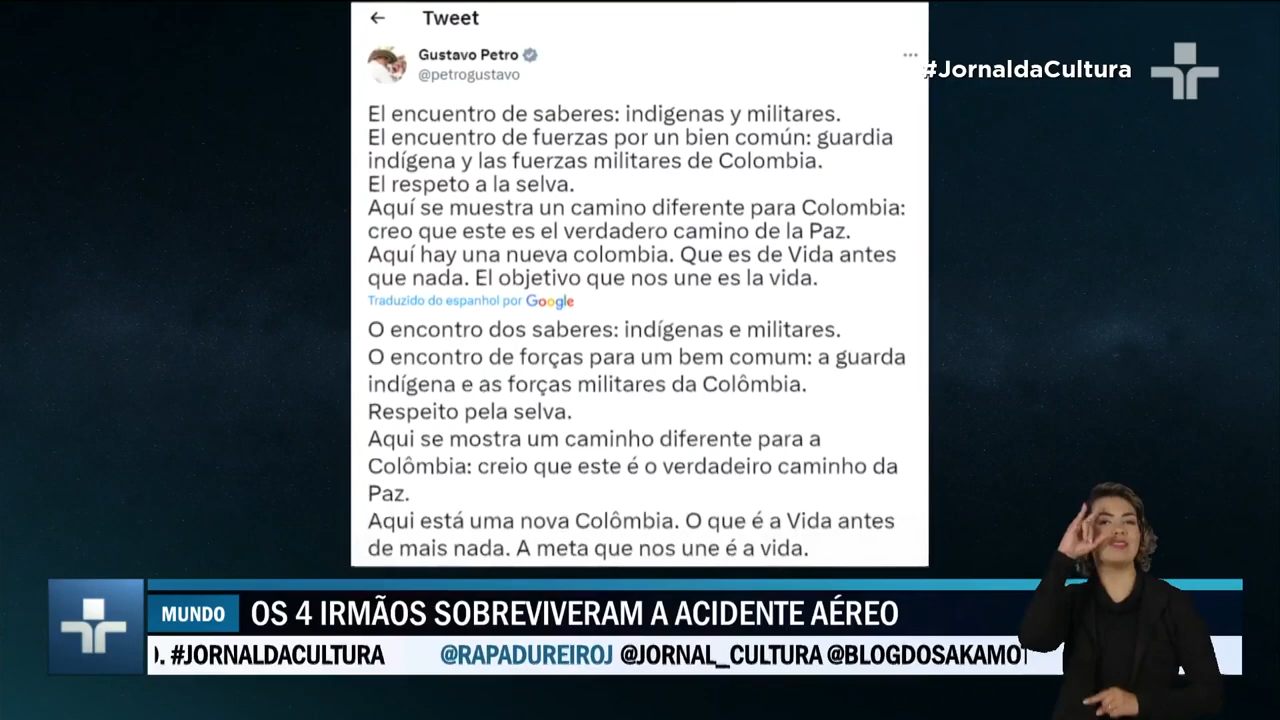 Tweet
Gustavo Petro
@petrogustavo
#JornaldaCultura
El encuentro de saberes: indigenas y militares.
El encuentro de fuerzas por un bien común: guardia
indígena y las fuerzas militares de Colombia.
El respeto a la selva.
Aquí se muestra un camino diferente para Colombia:
creo que este es el verdadero camino de la Paz.
Aquí hay una nueva colombia. Que es de Vida antes
que nada. El objetivo que nos une es la vida.
Traduzido do espanhol por Google
O encontro dos saberes: indígenas e militares.
O encontro de forças para um bem comum: a guarda
indígena e as forças militares da Colômbia.
Respeito pela selva.
Aqui se mostra um caminho diferente para a
Colômbia: creio que este é o verdadeiro caminho da
Paz.
Aqui está uma nova Colômbia. O que é a Vida antes
de mais nada. A meta que nos une é a vida.
MUNDO OS 4 IRMÃOS SOBREVIVERAM A ACIDENTE AÉREO
. #JORNALDACULTURA @RAPADUREIROJ @JORNAL_CULTURA @BLOGDOSAKAMOT